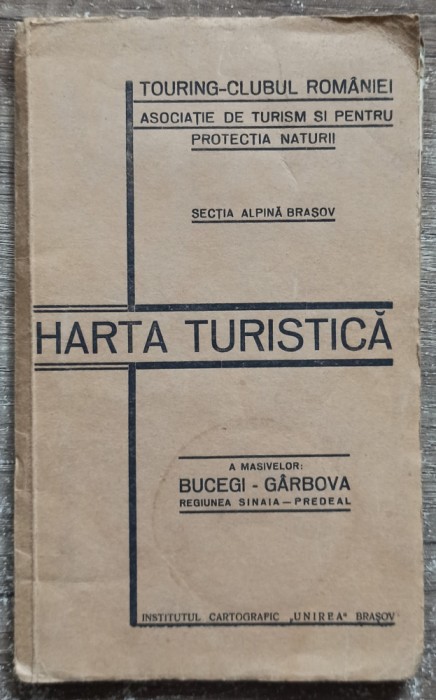 TOURING-CLUBUL ROMÂNIEI
ASOCIAȚIE DE TURISM SI PENTRU
PROTECȚIA NATURII
SECȚIA ALPINĂ BRAȘOV
HARTA TURISTICĂ
A MASIVELOR:
BUCEGI - GÂRBOVA
REGIUNEA SINAIA — PREDEAL
INSTITUTUL CARTOGRAFIC „UNIREA" BRAȘOV